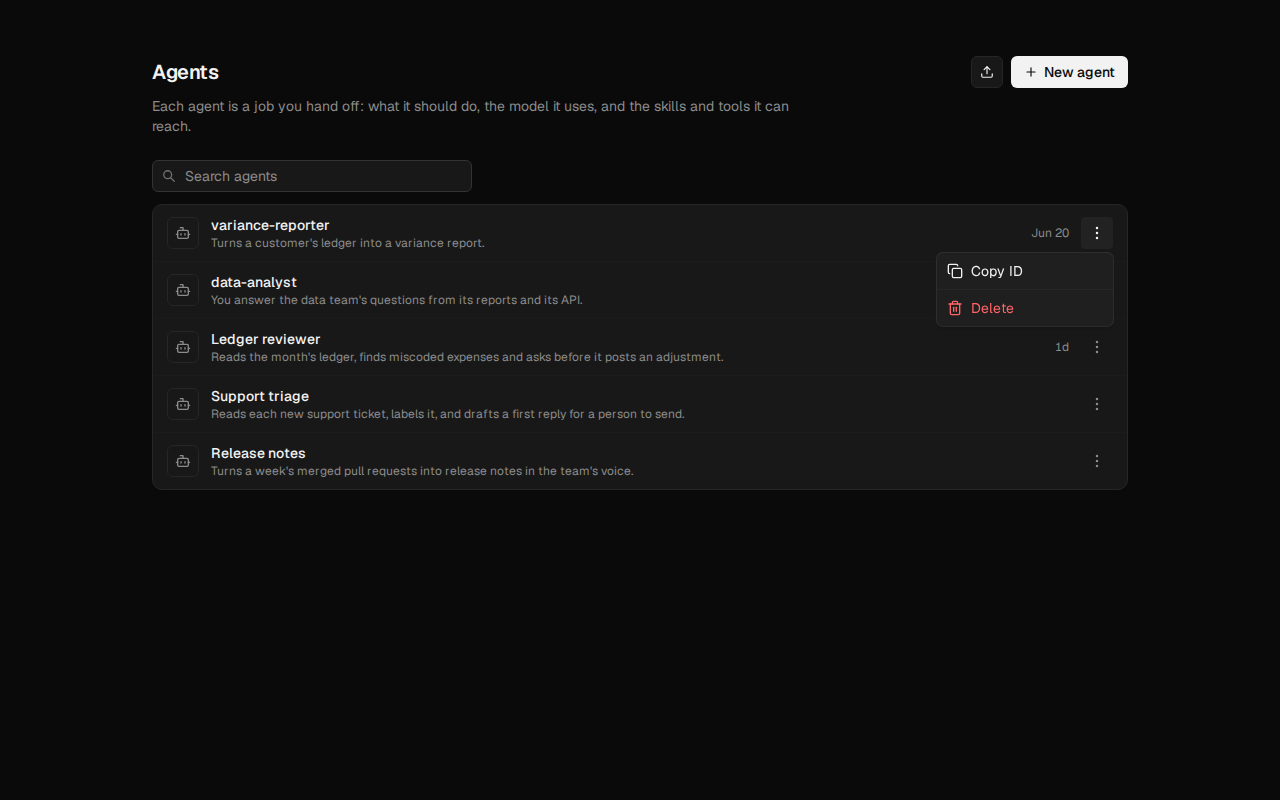 Agents
New agent
Each agent is a job you hand off: what it should do, the model it uses, and the skills and tools it can
reach.
Search agents
variance-reporter
Turns a customer's ledger into a variance report.
Jun 20
Copy ID
Delete
data-analyst
You answer the data team's questions from its reports and its API.
Ledger reviewer
Reads the month's ledger, finds miscoded expenses and asks before it posts an adjustment.
1d
Support triage
Reads each new support ticket, labels it, and drafts a first reply for a person to send.
Release notes
Turns a week's merged pull requests into release notes in the team's voice.